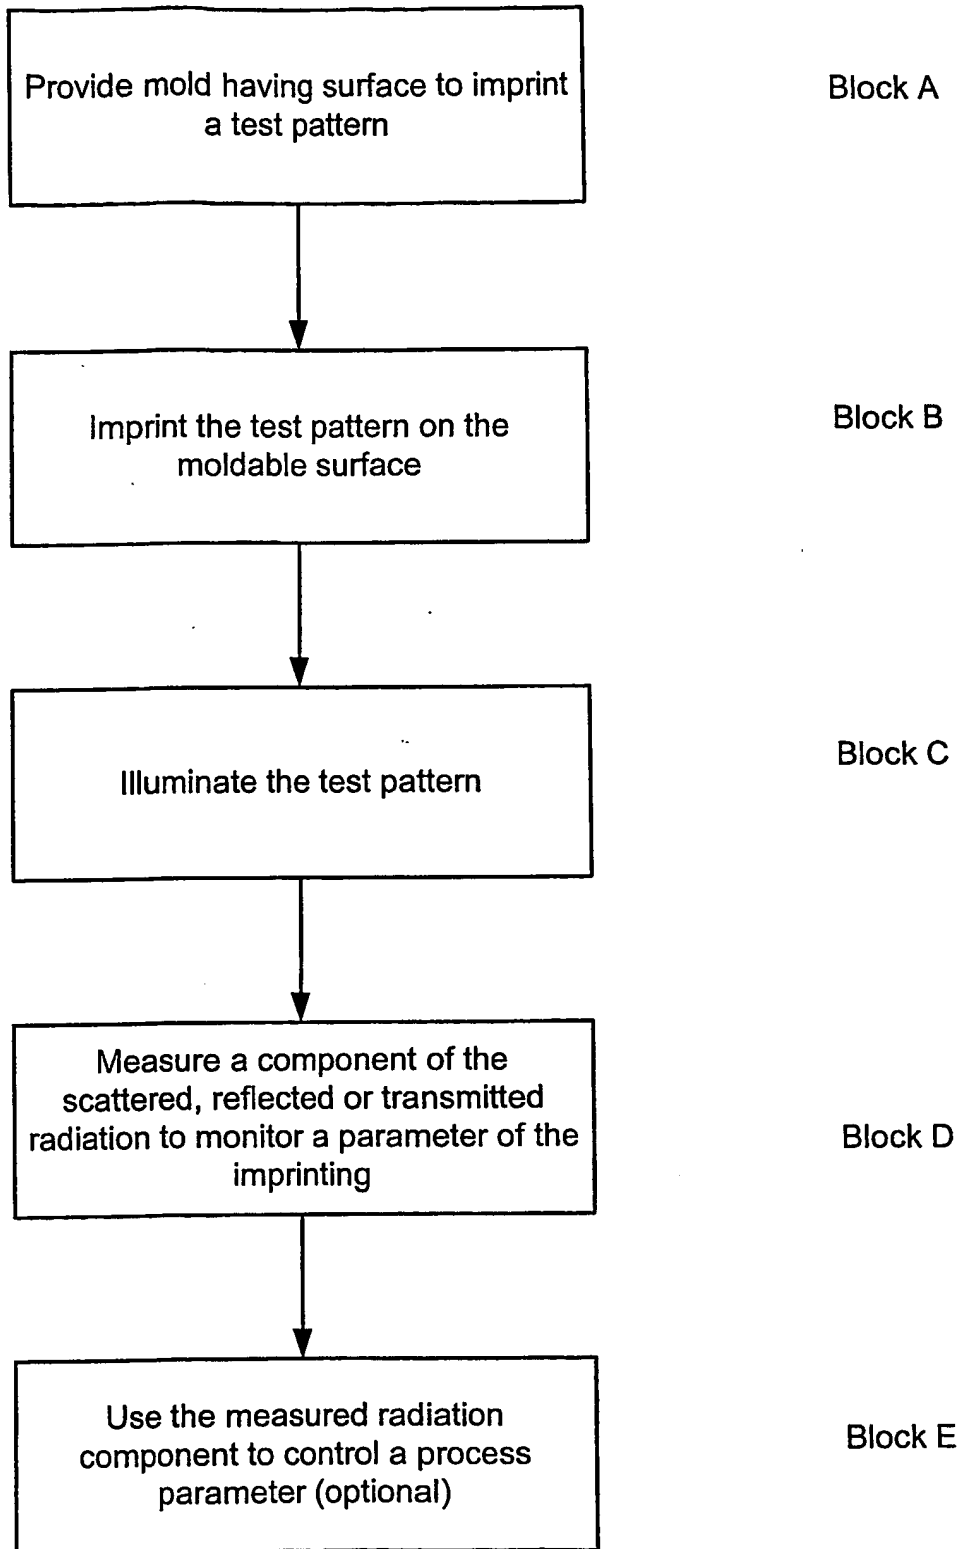 Provide mold having surface to imprint
a test pattern
Block A
Imprint the test pattern on the
moldable surface
Block B
Illuminate the test pattern
Block C
Measure a component of the
scattered, reflected or transmitted
radiation to monitor a parameter of the
imprinting
Block D
Use the measured radiation
component to control a process
parameter (optional)
Block E